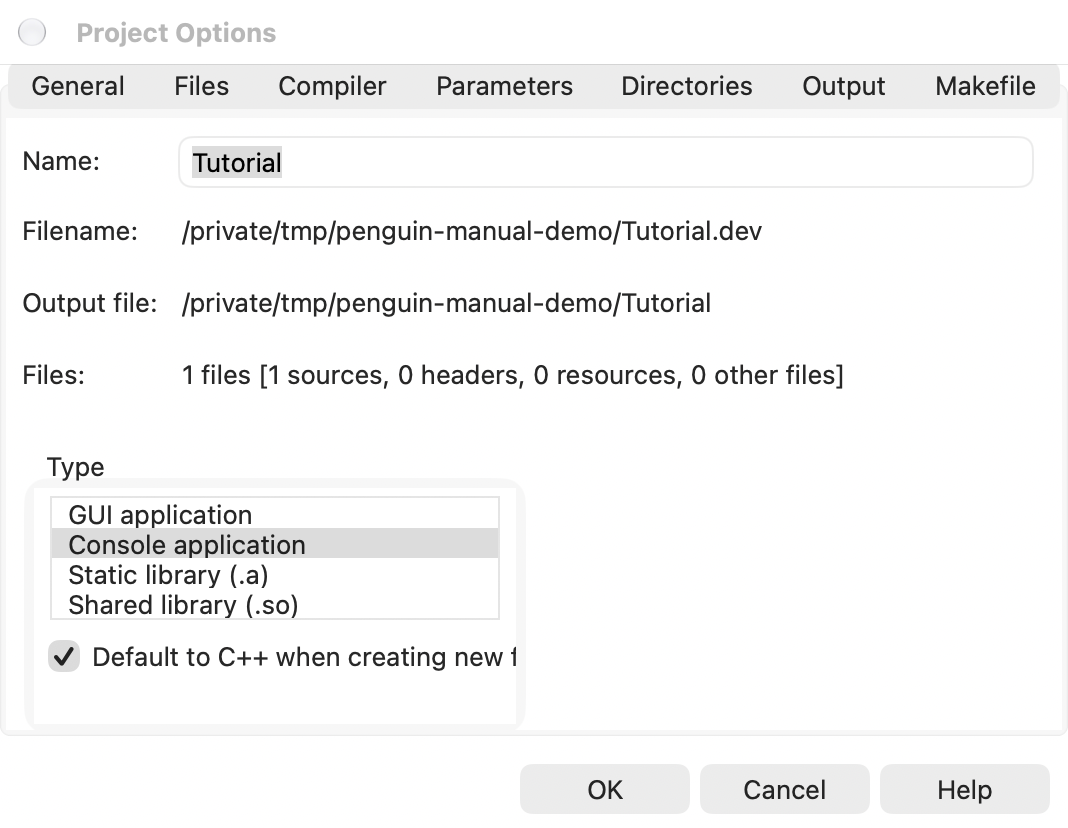 Project Options
General Files Compiler Parameters Directories Output Makefile
Name: Tutorial
Filename: /private/tmp/penguin-manual-demo/Tutorial.dev
Output file: /private/tmp/penguin-manual-demo/Tutorial
Files: 1 files [1 sources, 0 headers, 0 resources, 0 other files]
Type
GUI application
Console application
Static library (.a)
Shared library (.so)
Default to C++ when creating new
OK Cancel Help